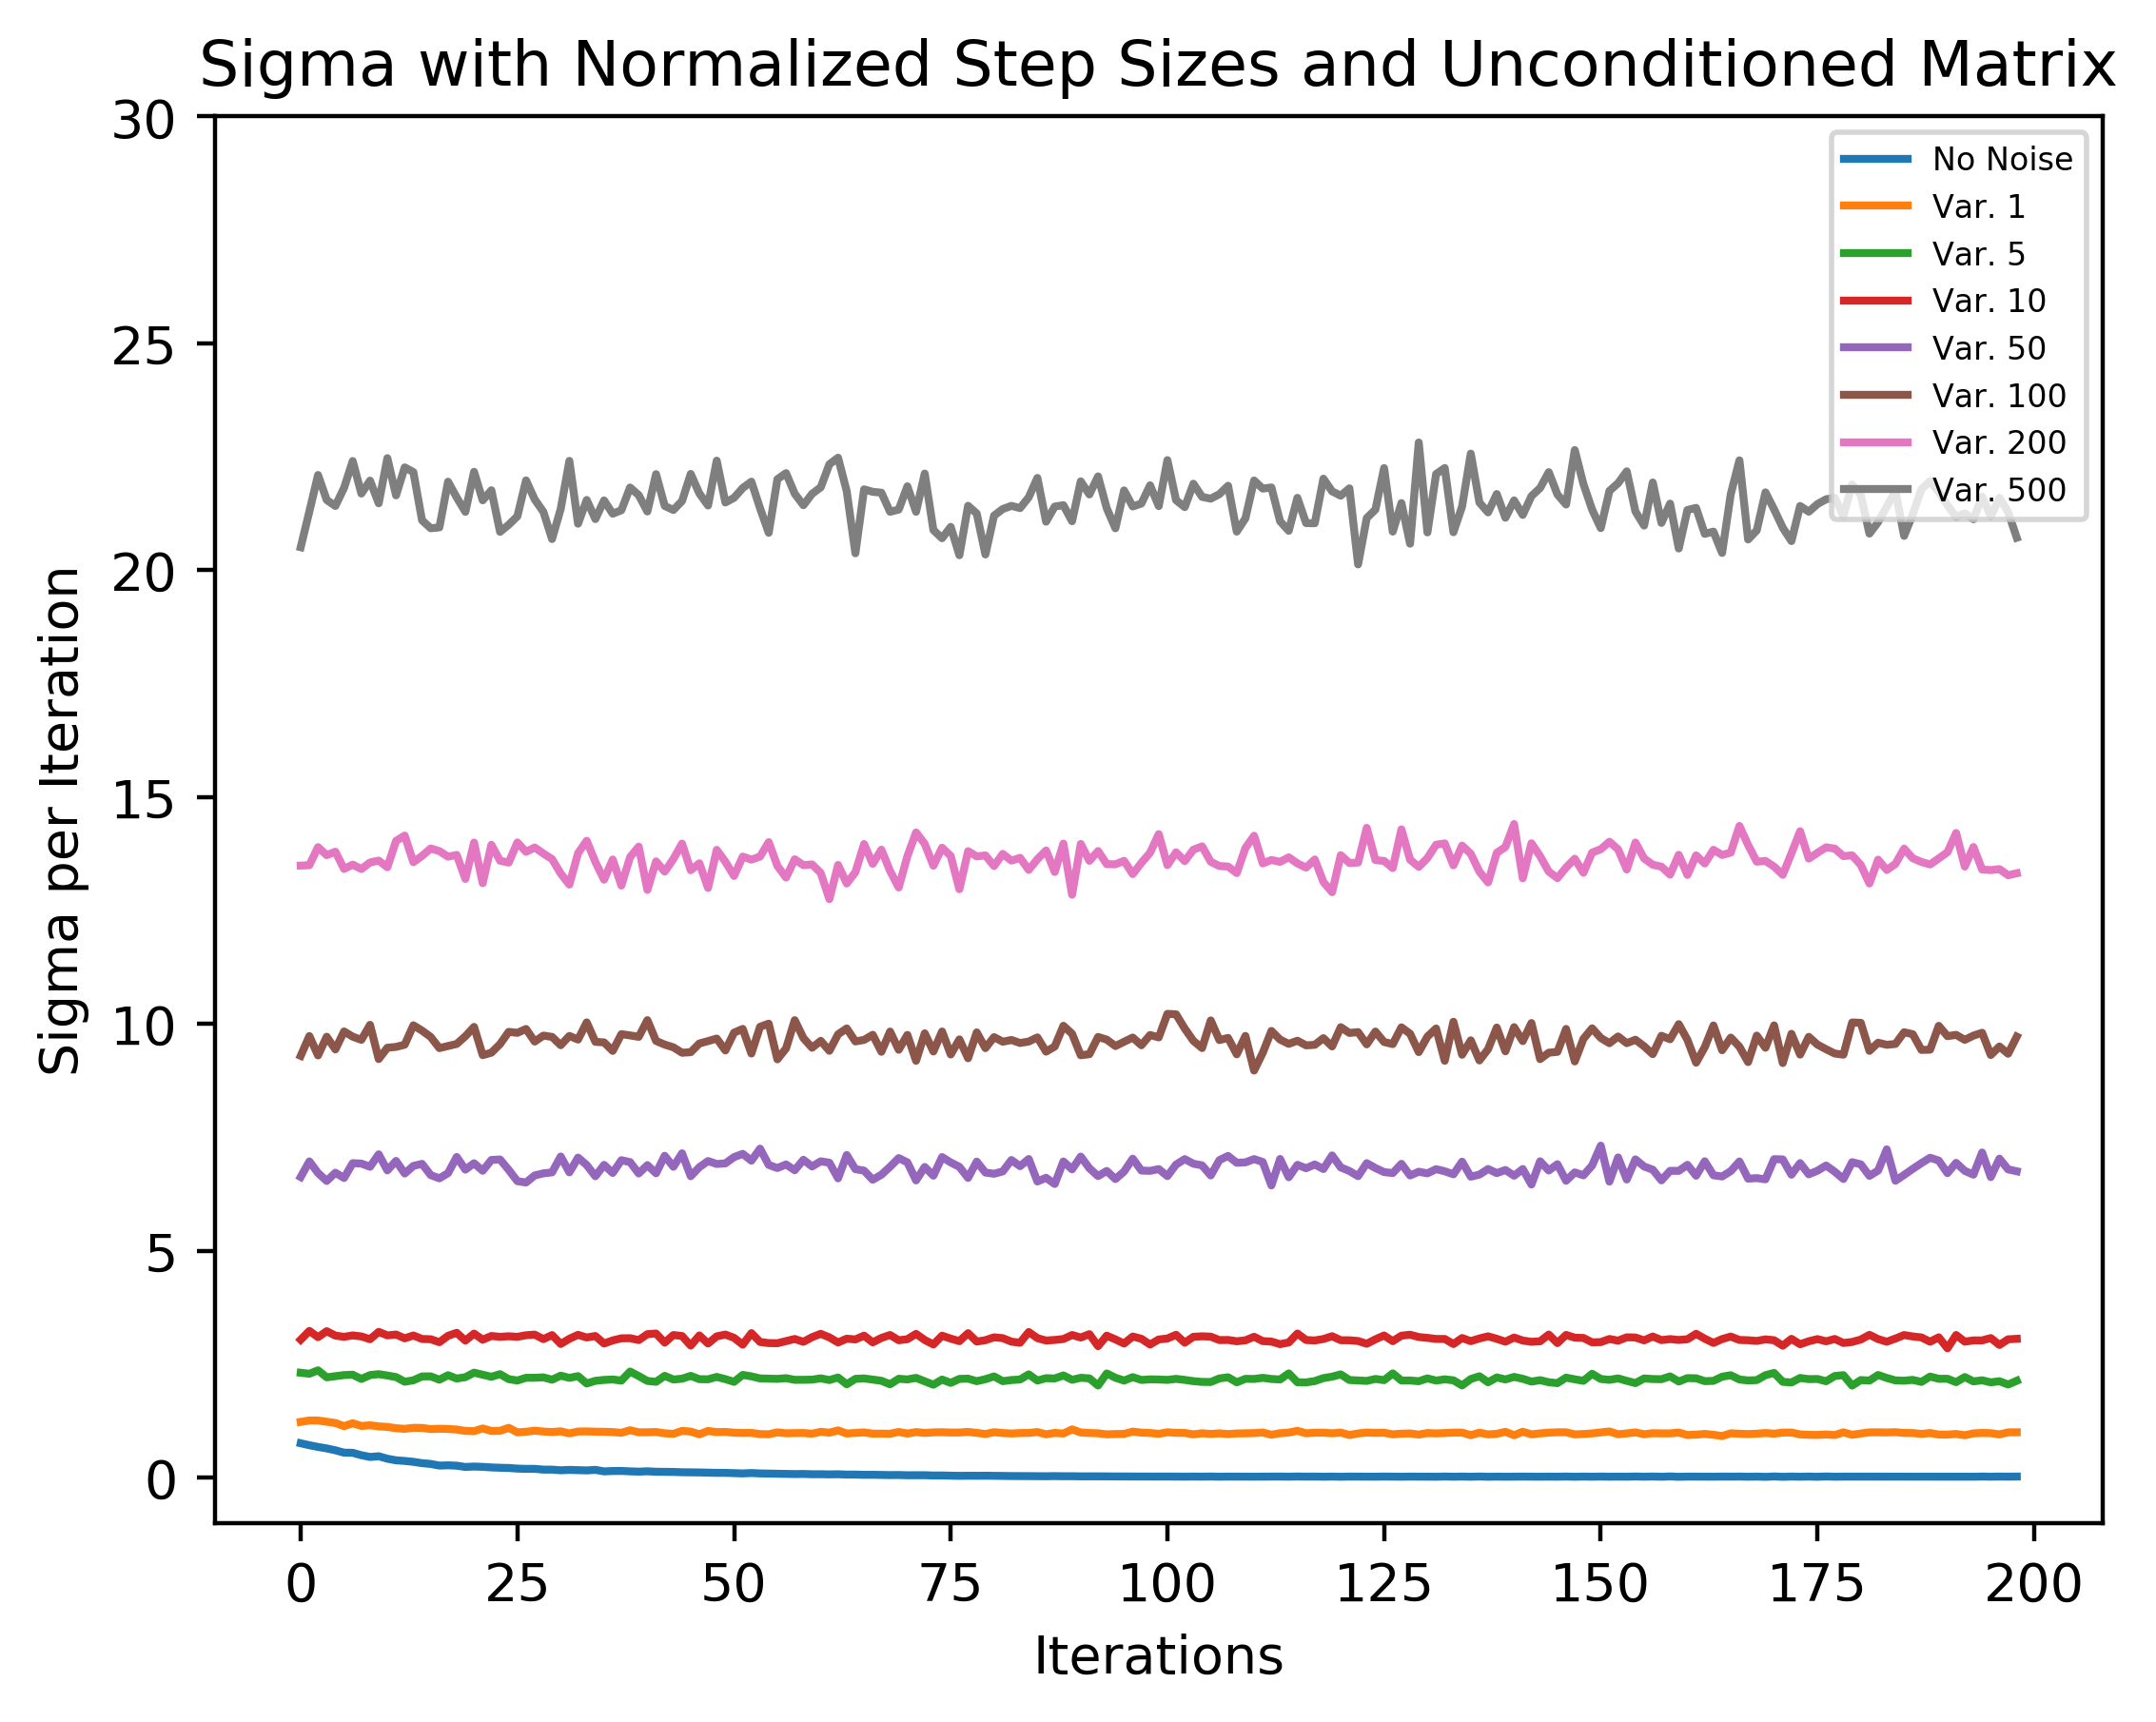 Sigma with Normalized Step Sizes and Unconditioned Matrix
30
25
20
15
10
5
0
Sigma per Iteration
No Noise
Var. 1
Var. 5
Var. 10
Var. 50
Var. 100
Var. 200
Var. 500
0 25 50 75 100 125 150 175 200
Iterations